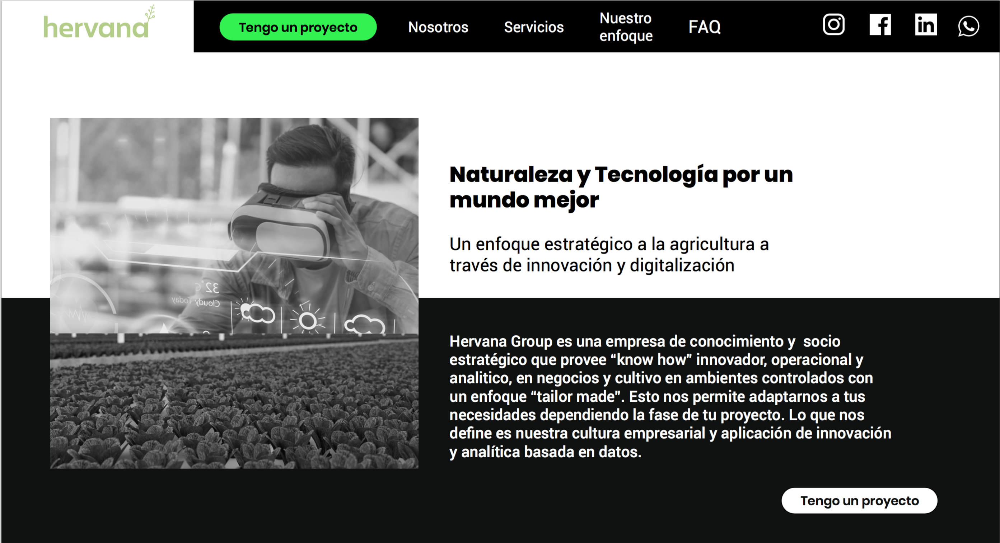 hervana
Tengo un proyecto
Nosotros
Servicios
Nuestro
enfoque
FAQ
Naturaleza y Tecnología por un
mundo mejor
Un enfoque estratégico a la agricultura a
través de innovación y digitalización
32°C
Cloudy Today
Hervana Group es una empresa de conocimiento y socio
estratégico que provee “know how” innovador, operacional y
analitico, en negocios y cultivo en ambientes controlados con
un enfoque “tailor made”. Esto nos permite adaptarnos a tus
necesidades dependiendo la fase de tu proyecto. Lo que nos
define es nuestra cultura empresarial y aplicación de innovación
y analítica basada en datos.
Tengo un proyecto